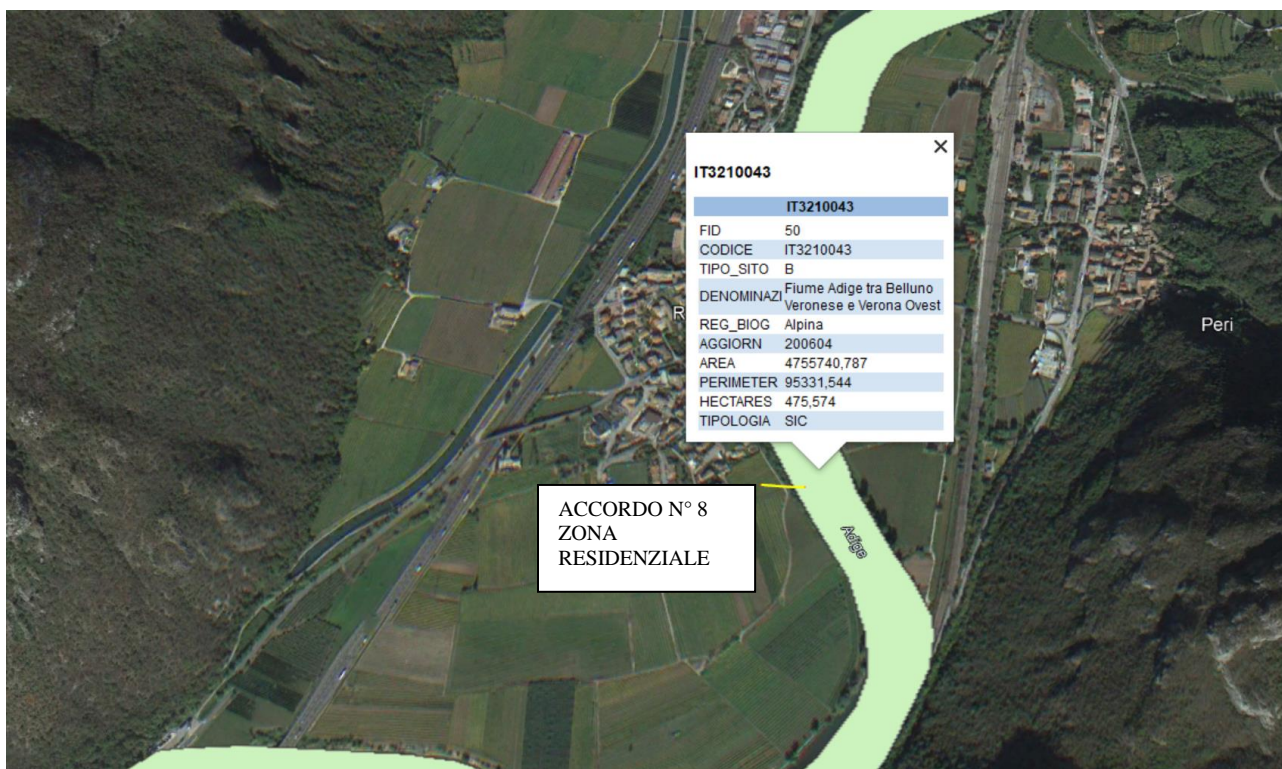 ×
IT3210043
IT3210043
FID 50
CODICE IT3210043
TIPO_SITO B
DENOMINAZI Fiume Adige tra Belluno
Veronese e Verona Ovest
REG_BIOG Alpina
AGGIORN 200604
AREA 4755740,787
PERIMETER 95331,544
HECTARES 475,574
TIPOLOGIA SIC
R
Peri
ACCORDO N° 8
ZONA
RESIDENZIALE
Adige